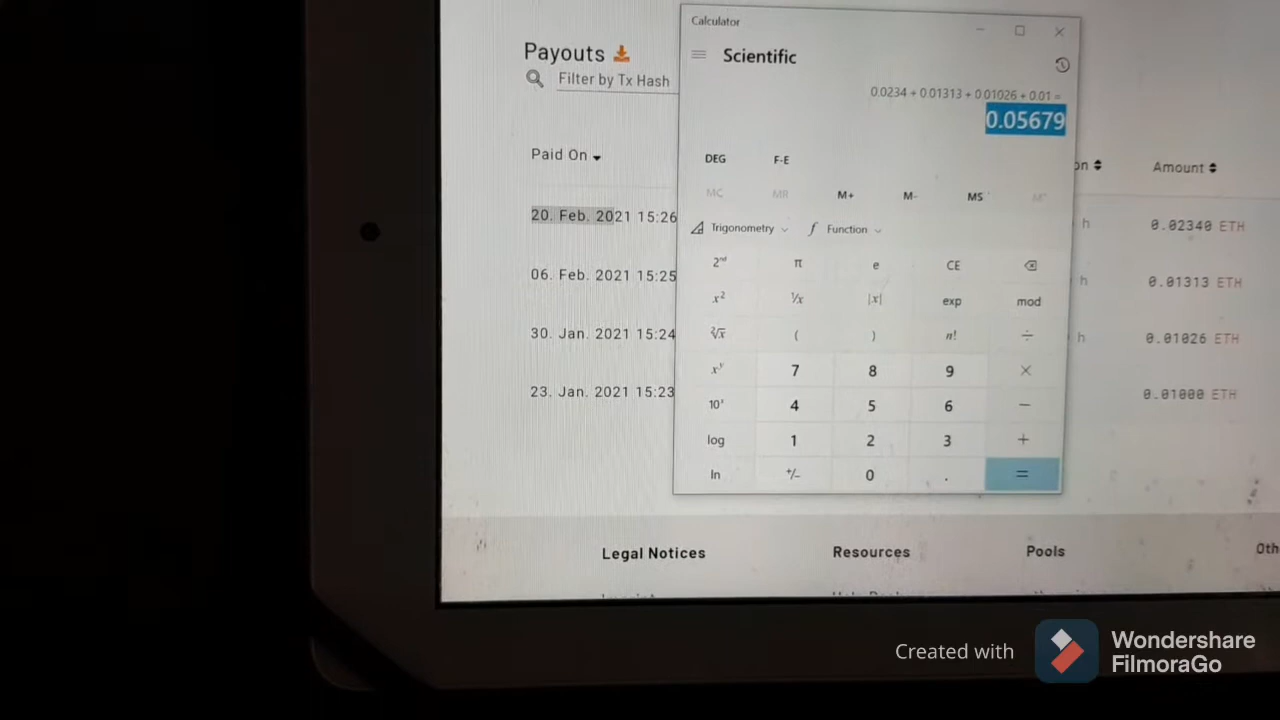 Calculator
Scientific
0.0234 + 0.01313 + 0.01026 + 0.01 =
0.05679
DEG F-E
MC MR M+ M- MS
Trigonometry f Function
2nd π e CE
x² ¹/x |x| exp mod
²√x ( ) n! ÷
xʸ 7 8 9 ×
10ˣ 4 5 6 −
log 1 2 3 +
ln +/− 0 . =
Payouts
Filter by Tx Hash
Paid On on Amount
20. Feb. 2021 15:26 h 0.02340 ETH
06. Feb. 2021 15:25 h 0.01313 ETH
30. Jan. 2021 15:24 h 0.01026 ETH
23. Jan. 2021 15:23 0.01000 ETH
Legal Notices Resources Pools Oth
Created with Wondershare
FilmoraGo